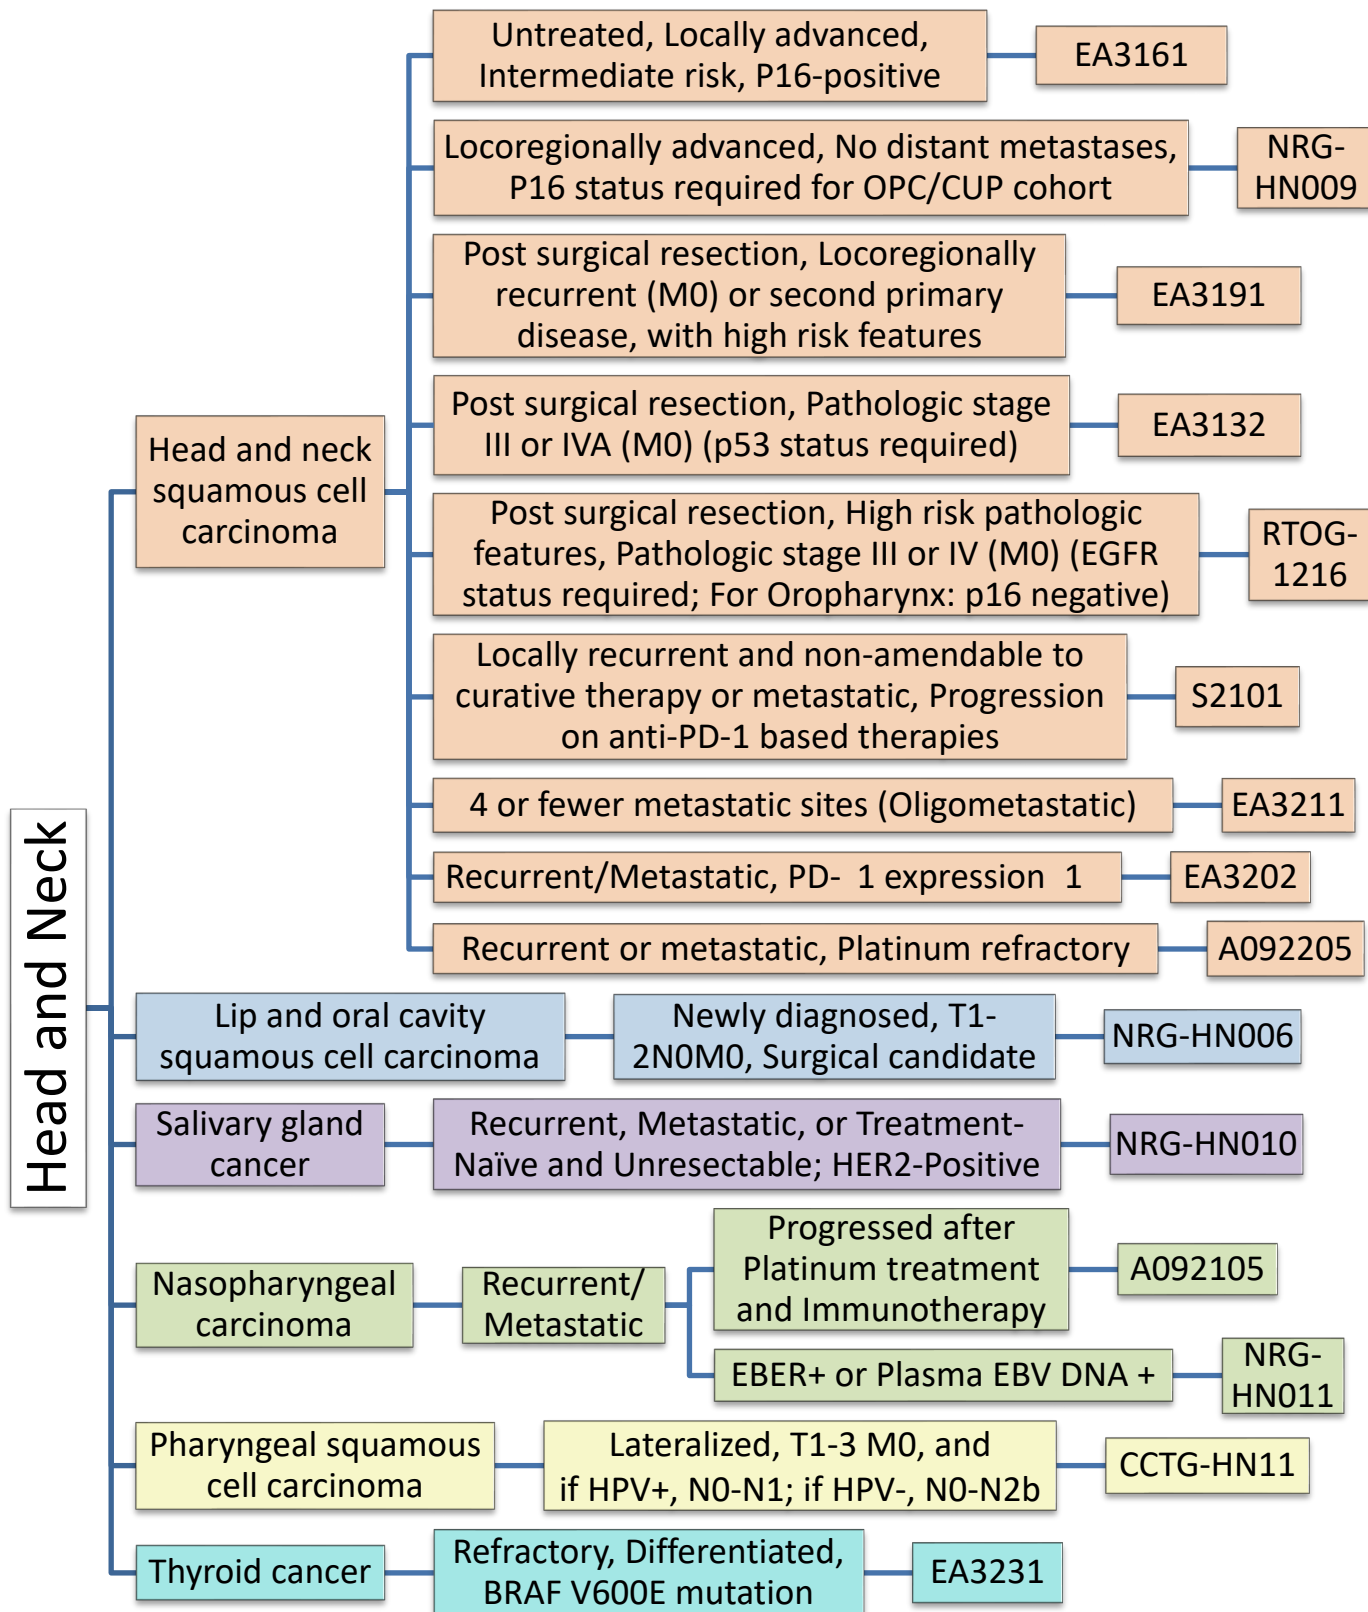 Head and Neck
Head and neck
squamous cell
carcinoma
Untreated, Locally advanced,
Intermediate risk, P16-positive
EA3161
Locoregionally advanced, No distant metastases,
P16 status required for OPC/CUP cohort
NRG-
HN009
Post surgical resection, Locoregionally
recurrent (M0) or second primary
disease, with high risk features
EA3191
Post surgical resection, Pathologic stage
III or IVA (M0) (p53 status required)
EA3132
Post surgical resection, High risk pathologic
features, Pathologic stage III or IV (M0) (EGFR
status required; For Oropharynx: p16 negative)
RTOG-
1216
Locally recurrent and non-amendable to
curative therapy or metastatic, Progression
on anti-PD-1 based therapies
S2101
4 or fewer metastatic sites (Oligometastatic)
EA3211
Recurrent/Metastatic, PD- 1 expression 1
EA3202
Recurrent or metastatic, Platinum refractory
A092205
Lip and oral cavity
squamous cell carcinoma
Newly diagnosed, T1-
2N0M0, Surgical candidate
NRG-HN006
Salivary gland
cancer
Recurrent, Metastatic, or Treatment-
Naïve and Unresectable; HER2-Positive
NRG-HN010
Nasopharyngeal
carcinoma
Recurrent/
Metastatic
Progressed after
Platinum treatment
and Immunotherapy
A092105
EBER+ or Plasma EBV DNA +
NRG-
HN011
Pharyngeal squamous
cell carcinoma
Lateralized, T1-3 M0, and
if HPV+, N0-N1; if HPV-, N0-N2b
CCTG-HN11
Thyroid cancer
Refractory, Differentiated,
BRAF V600E mutation
EA3231